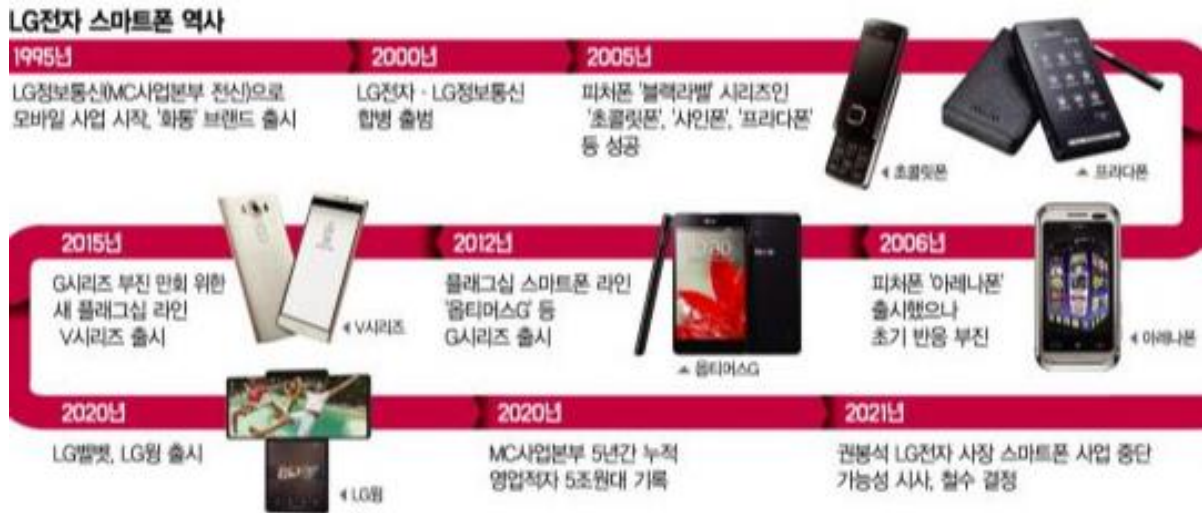 LG전자 스마트폰 역사
1995년
LG정보통신(MC사업본부 전신)으로
모바일 사업 시작, '화통' 브랜드 출시
2000년
LG전자·LG정보통신
합병 출범
2005년
피처폰 '블랙라벨' 시리즈인
'초콜릿폰', '샤인폰', '프라다폰'
등 성공
초콜릿폰
프라다폰
2006년
피처폰 '아레나폰'
출시했으나
초기 반응 부진
아레나폰
2012년
플래그십 스마트폰 라인
'옵티머스G' 등
G시리즈 출시
옵티머스G
2015년
G시리즈 부진 만회 위한
새 플래그십 라인
V시리즈 출시
V시리즈
2020년
LG벨벳, LG윙 출시
LG윙
2020년
MC사업본부 5년간 누적
영업적자 5조원대 기록
2021년
권봉석 LG전자 사장 스마트폰 사업 중단
가능성 시사, 철수 결정